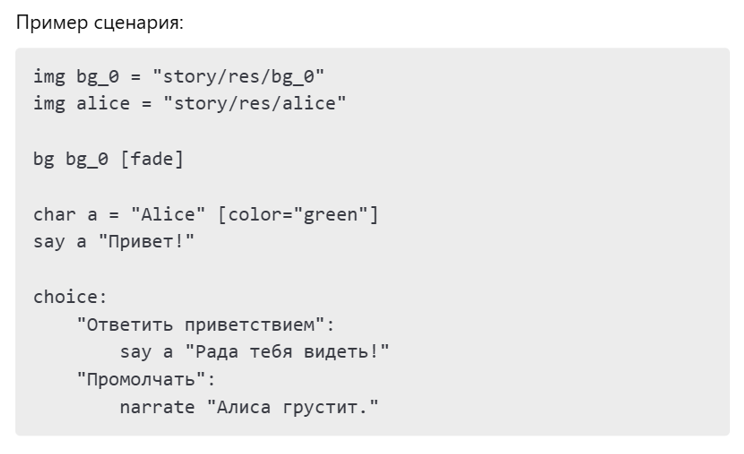 Пример сценария:
img bg_0 = "story/res/bg_0"
img alice = "story/res/alice"
bg bg_0 [fade]
char a = "Alice" [color="green"]
say a "Привет!"
choice:
"Ответить приветствием":
say a "Рада тебя видеть!"
"Промолчать":
narrate "Алиса грустит."